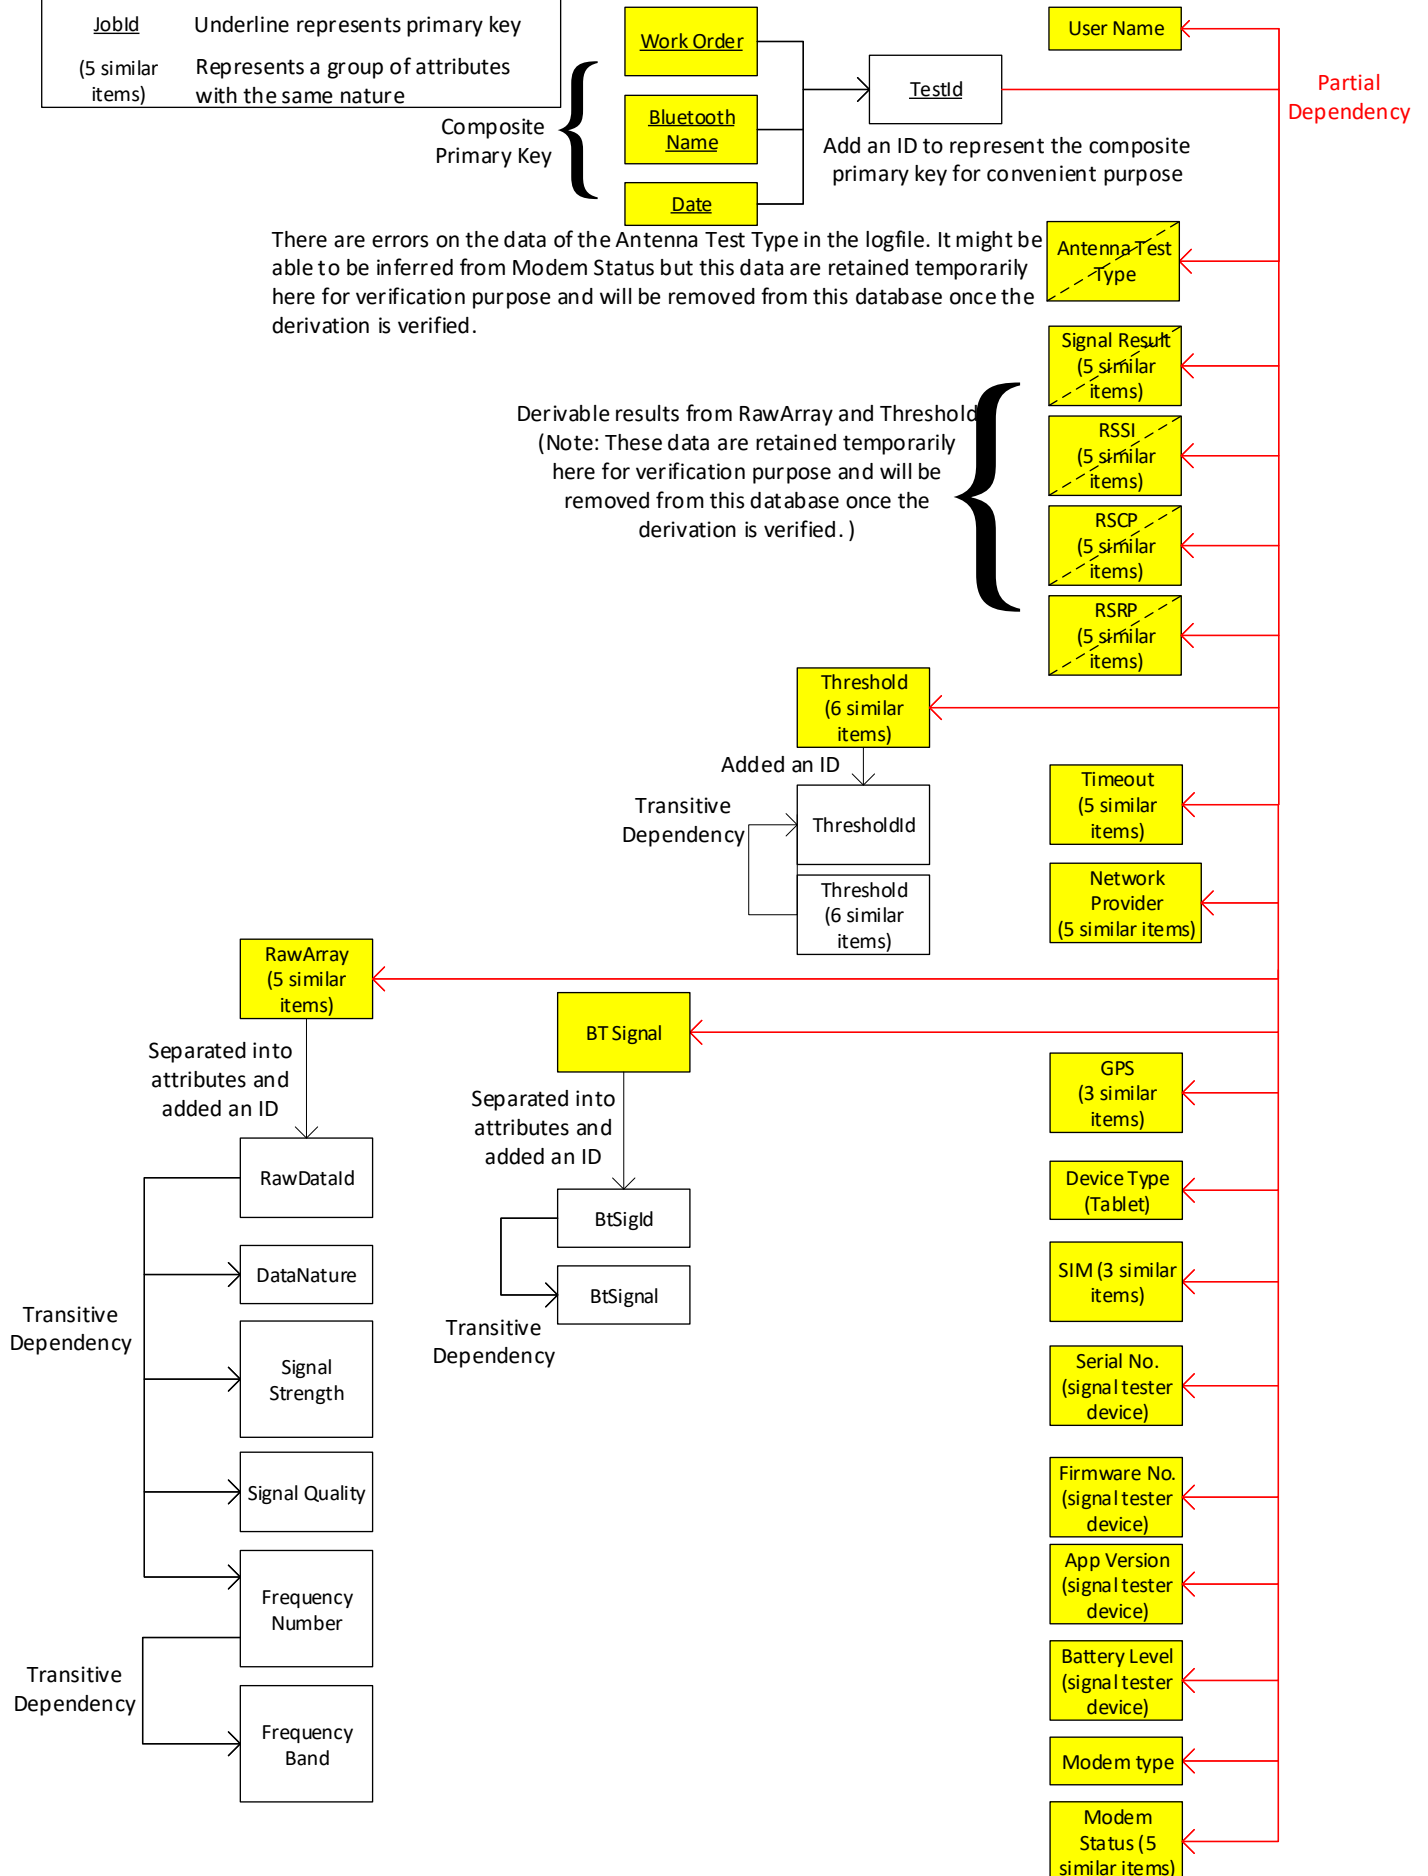 JobId
Underline represents primary key
(5 similar
items)
Represents a group of attributes
with the same nature
Work Order
Bluetooth
Name
Date
Composite
Primary Key
TestId
Add an ID to represent the composite
primary key for convenient purpose
User Name
Partial
Dependency
There are errors on the data of the Antenna Test Type in the logfile. It might be
able to be inferred from Modem Status but this data are retained temporarily
here for verification purpose and will be removed from this database once the
derivation is verified.
Antenna Test
Type
Signal Result
(5 similar
items)
Derivable results from RawArray and Threshold
(Note: These data are retained temporarily
here for verification purpose and will be
removed from this database once the
derivation is verified. )
RSSI
(5 similar
items)
RSCP
(5 similar
items)
RSRP
(5 similar
items)
Threshold
(6 similar
items)
Added an ID
Transitive
Dependency
ThresholdId
Threshold
(6 similar
items)
Timeout
(5 similar
items)
Network
Provider
(5 similar items)
RawArray
(5 similar
items)
Separated into
attributes and
added an ID
BT Signal
Separated into
attributes and
added an ID
GPS
(3 similar
items)
RawDataId
BtSigId
Device Type
(Tablet)
DataNature
BtSignal
SIM (3 similar
items)
Transitive
Dependency
Transitive
Dependency
Signal
Strength
Serial No.
(signal tester
device)
Signal Quality
Firmware No.
(signal tester
device)
Frequency
Number
App Version
(signal tester
device)
Transitive
Dependency
Battery Level
(signal tester
device)
Frequency
Band
Modem type
Modem
Status (5
similar items)